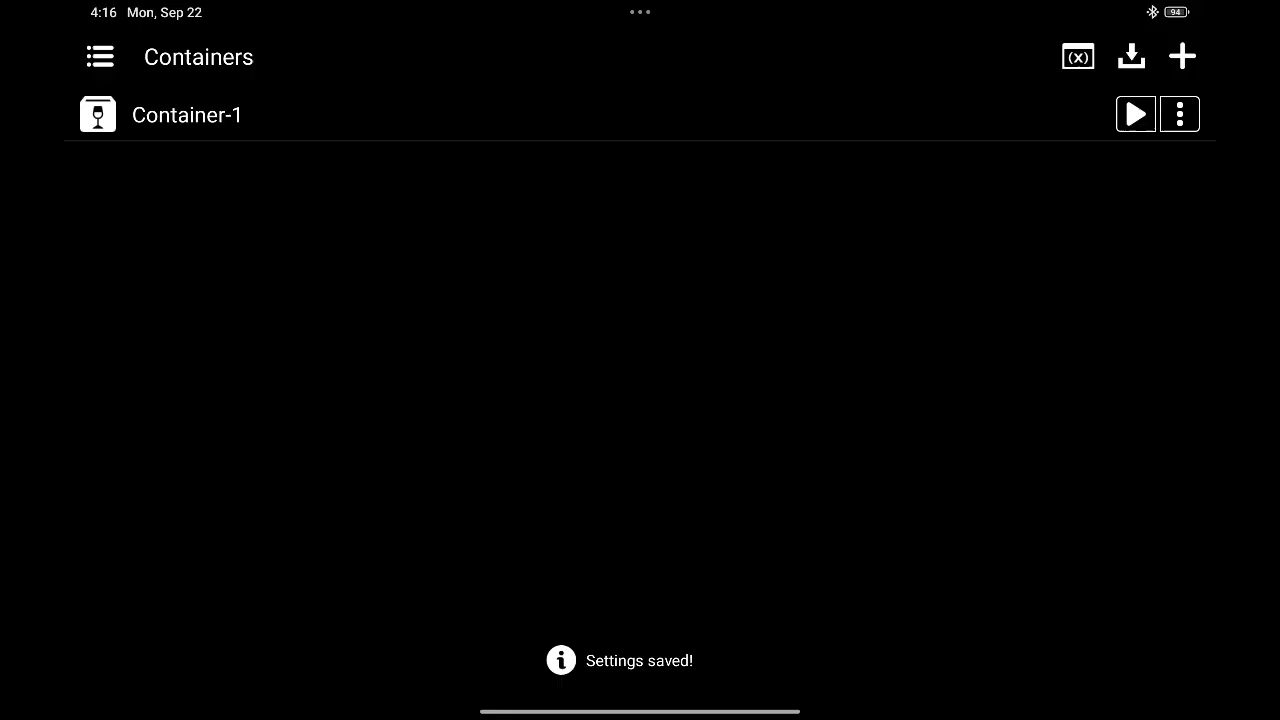 4:16 Mon, Sep 22
94
Containers
(x)
Container-1
Settings saved!